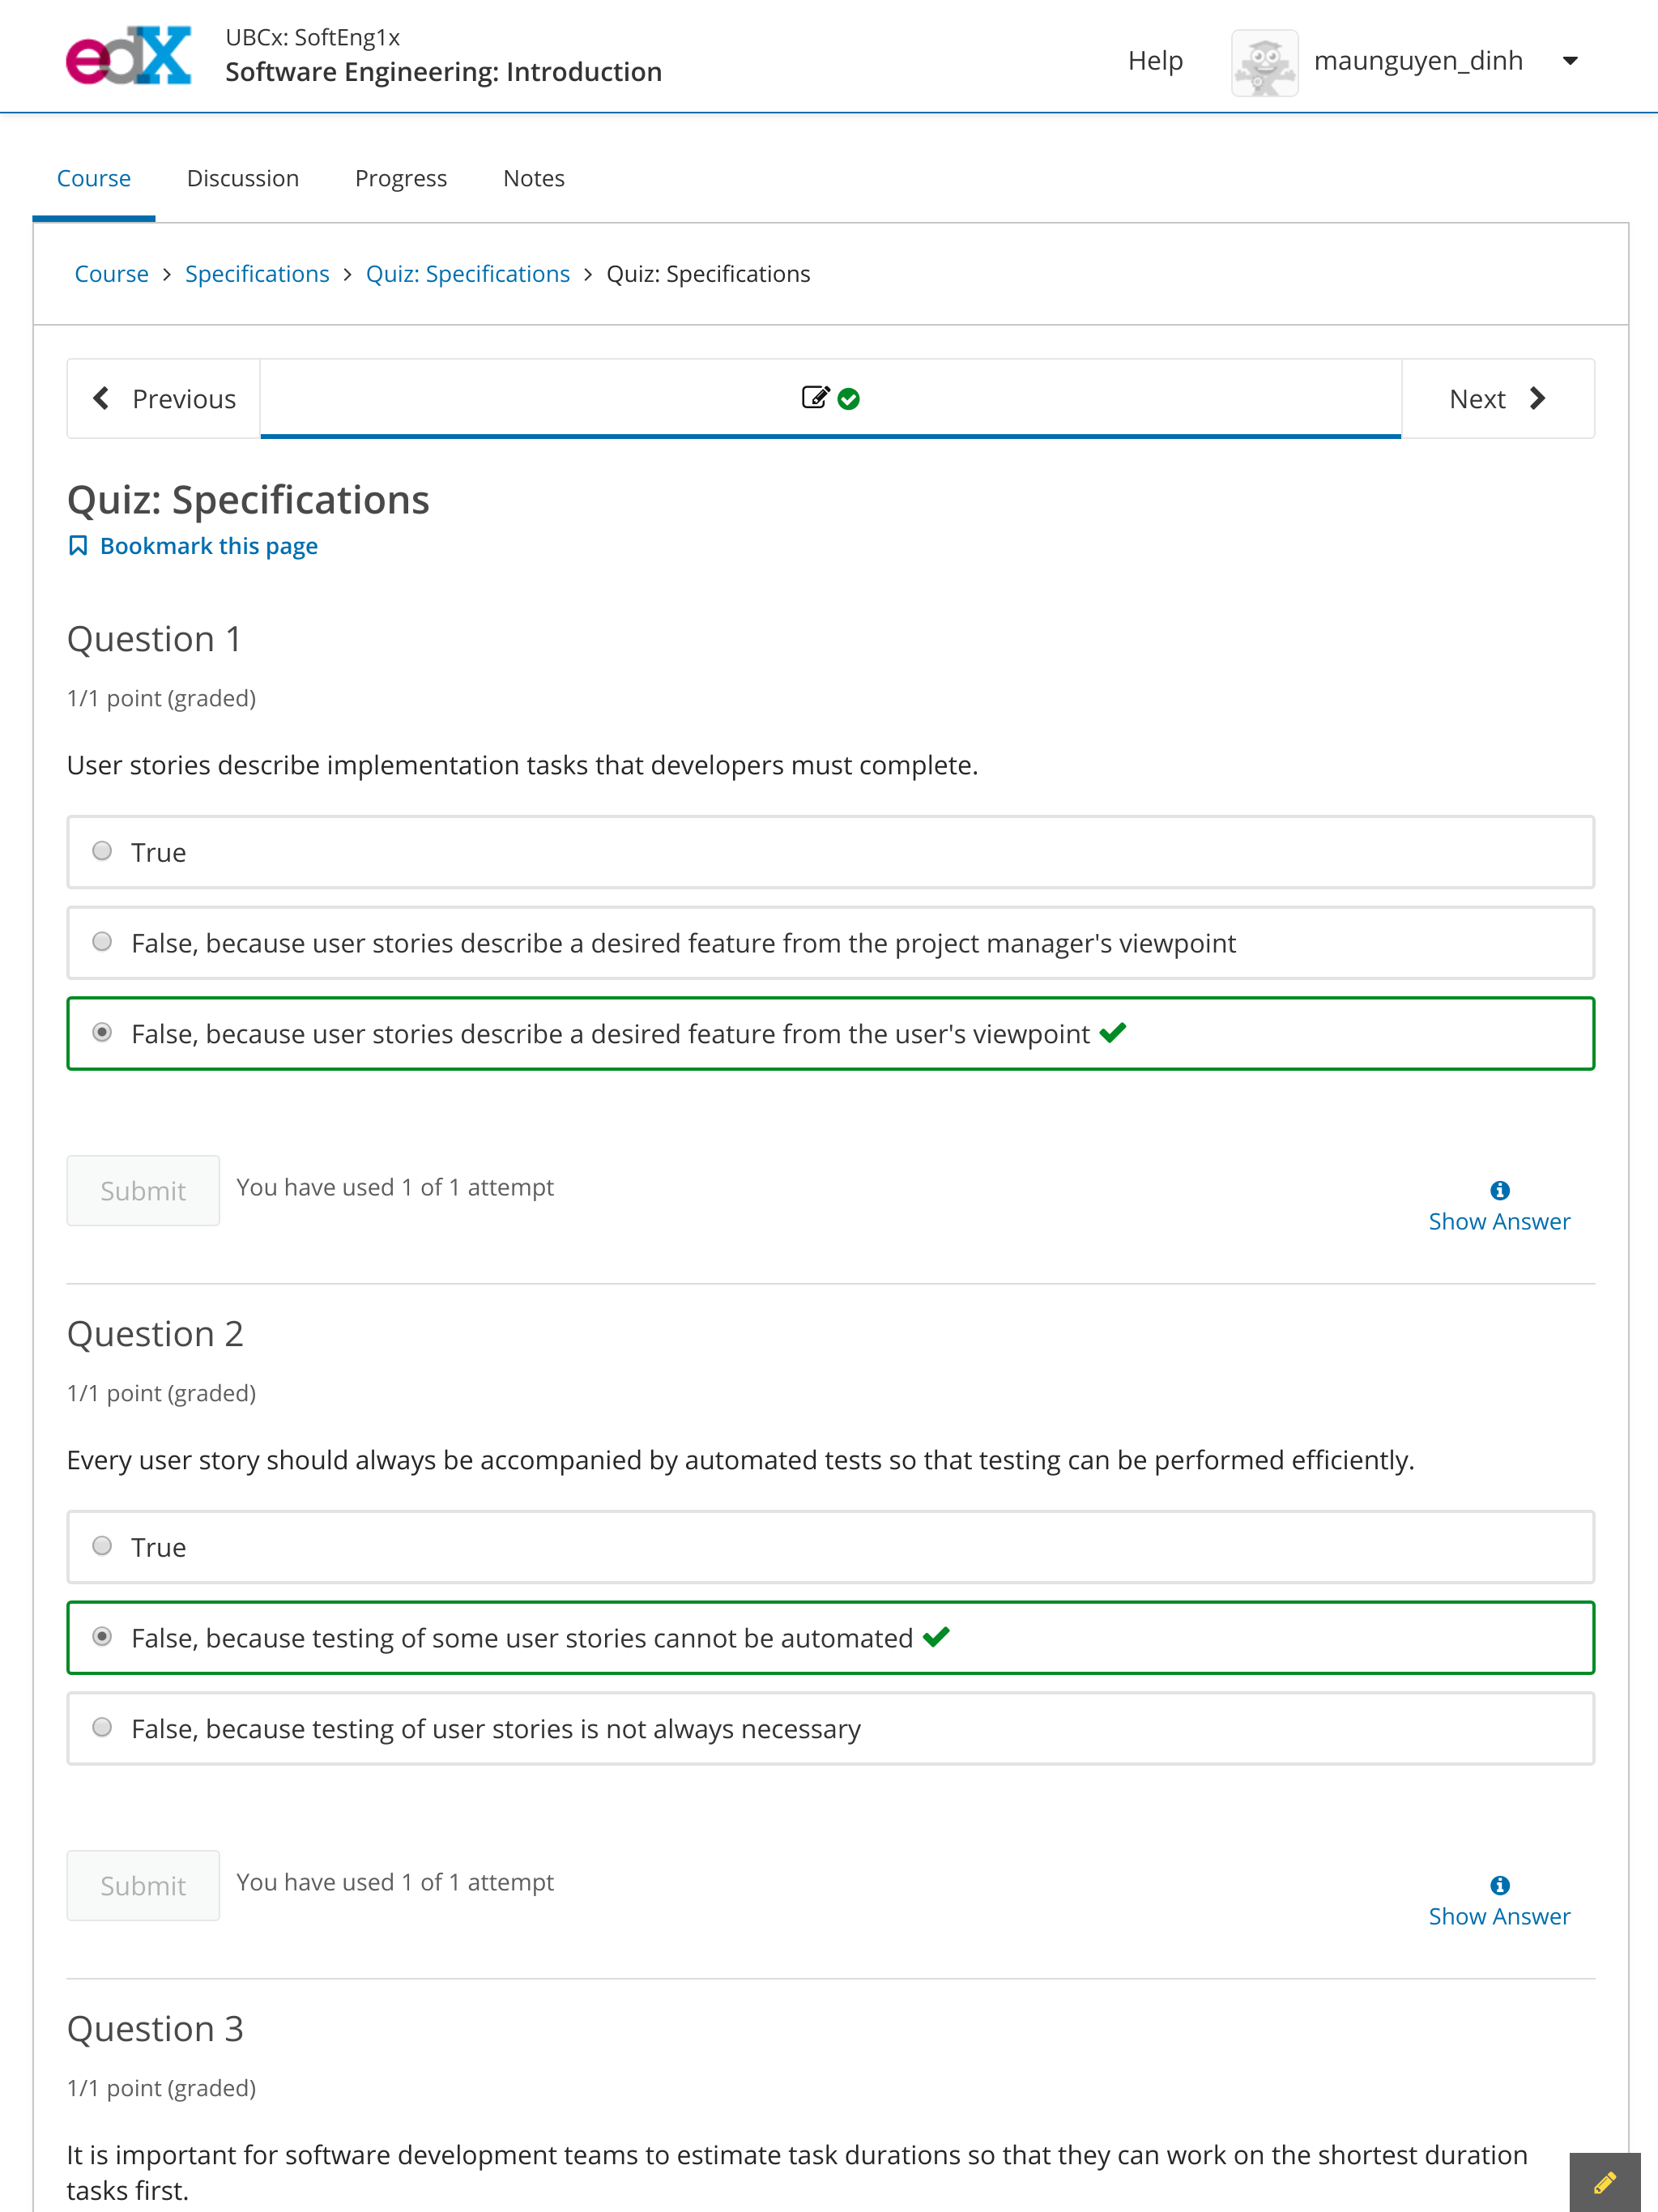 edX
UBCx: SoftEng1x
Software Engineering: Introduction
Help
maunguyen_dinh
Course
Discussion
Progress
Notes
Course > Specifications > Quiz: Specifications > Quiz: Specifications
Previous
Next
Quiz: Specifications
Bookmark this page
Question 1
1/1 point (graded)
User stories describe implementation tasks that developers must complete.
True
False, because user stories describe a desired feature from the project manager's viewpoint
False, because user stories describe a desired feature from the user's viewpoint
Submit
You have used 1 of 1 attempt
Show Answer
Question 2
1/1 point (graded)
Every user story should always be accompanied by automated tests so that testing can be performed efficiently.
True
False, because testing of some user stories cannot be automated
False, because testing of user stories is not always necessary
Submit
You have used 1 of 1 attempt
Show Answer
Question 3
1/1 point (graded)
It is important for software development teams to estimate task durations so that they can work on the shortest duration
tasks first.